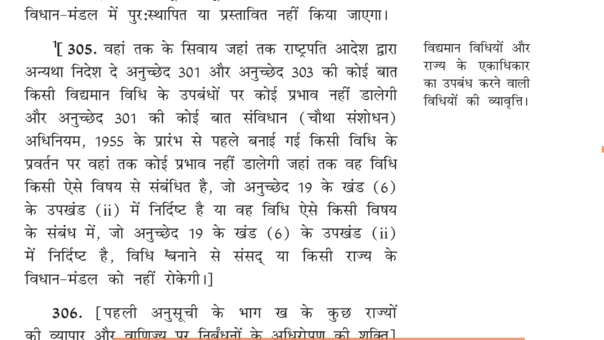 विधान-मंडल में पुर:स्थापित या प्रस्तावित नहीं किया जाएगा।
¹[ 305. वहां तक के सिवाय जहां तक राष्ट्रपति आदेश द्वारा
अन्यथा निदेश दे अनुच्छेद 301 और अनुच्छेद 303 की कोई बात
किसी विद्यमान विधि के उपबंधों पर कोई प्रभाव नहीं डालेगी
और अनुच्छेद 301 की कोई बात संविधान (चौथा संशोधन)
अधिनियम, 1955 के प्रारंभ से पहले बनाई गई किसी विधि के
प्रवर्तन पर वहां तक कोई प्रभाव नहीं डालेगी जहां तक वह विधि
किसी ऐसे विषय से संबंधित है, जो अनुच्छेद 19 के खंड (6)
के उपखंड (ii) में निर्दिष्ट है या वह विधि ऐसे किसी विषय
के संबंध में, जो अनुच्छेद 19 के खंड (6) के उपखंड (ii)
में निर्दिष्ट है, विधि बनाने से संसद् या किसी राज्य के
विधान-मंडल को नहीं रोकेगी।]
विद्यमान विधियों और
राज्य के एकाधिकार
का उपबंध करने वाली
विधियों की व्यावृत्ति।
306. [पहली अनुसूची के भाग ख के कुछ राज्यों
की व्यापार और वाणिज्य पर निर्बंधनों के अधिरोपण की शक्ति]